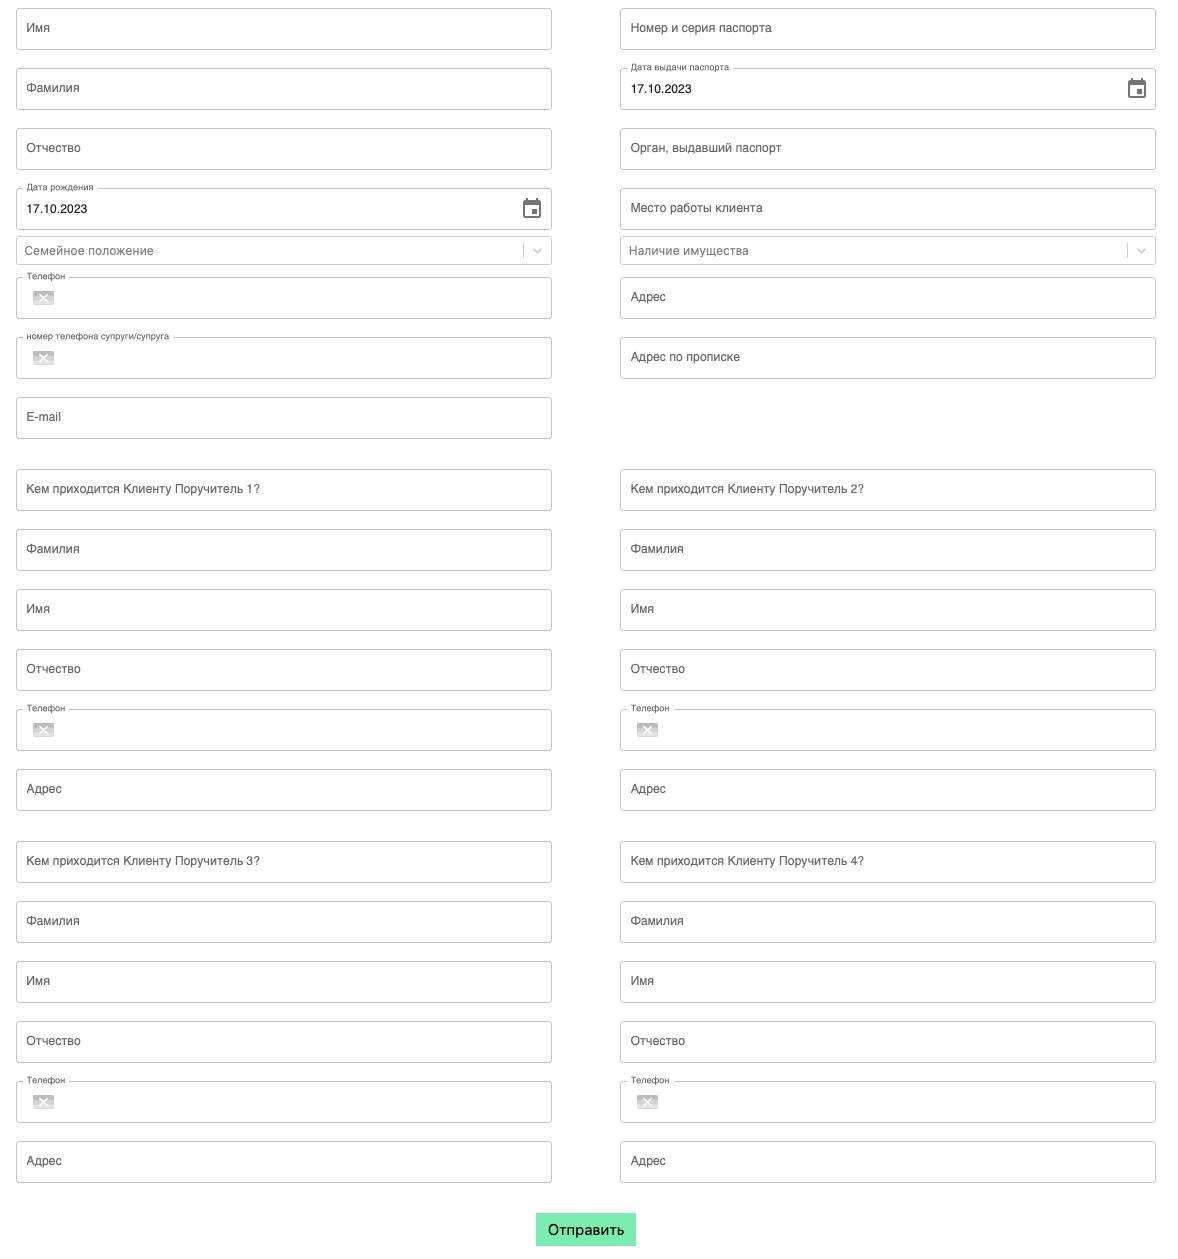 Имя
Фамилия
Отчество
Дата рождения
17.10.2023
Семейное положение
Телефон
номер телефона супруги/супруга
E-mail
Номер и серия паспорта
Дата выдачи паспорта
17.10.2023
Орган, выдавший паспорт
Место работы клиента
Наличие имущества
Адрес
Адрес по прописке
Кем приходится Клиенту Поручитель 1?
Фамилия
Имя
Отчество
Телефон
Адрес
Кем приходится Клиенту Поручитель 2?
Фамилия
Имя
Отчество
Телефон
Адрес
Кем приходится Клиенту Поручитель 3?
Фамилия
Имя
Отчество
Телефон
Адрес
Кем приходится Клиенту Поручитель 4?
Фамилия
Имя
Отчество
Телефон
Адрес
Отправить